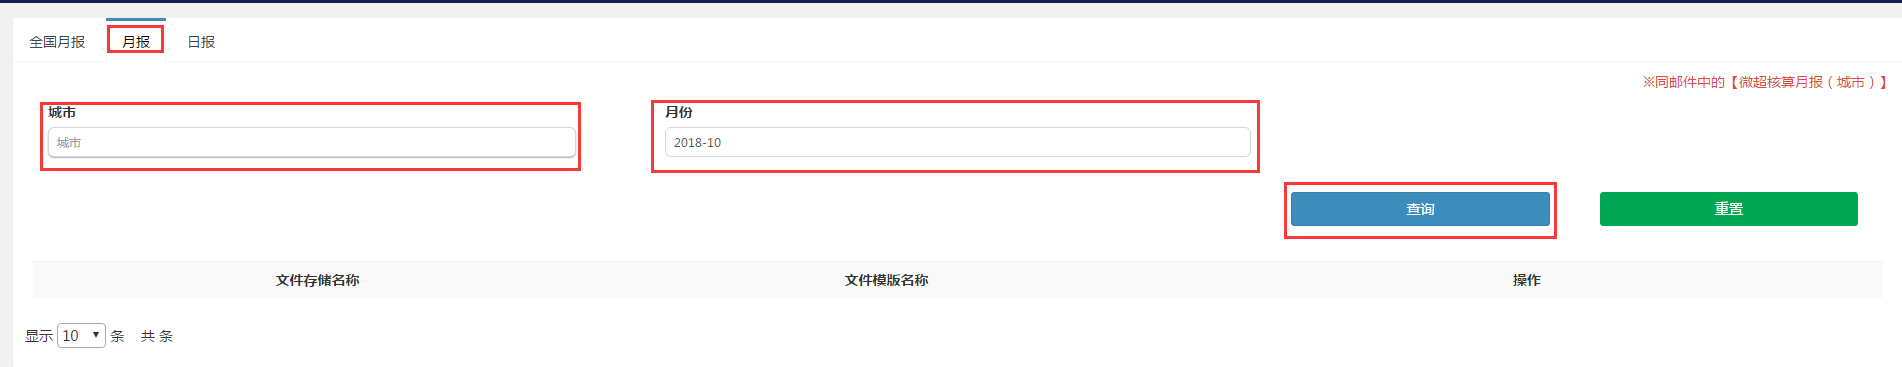 全国月报 月报 日报
※同邮件中的【微超核算月报（城市）】
城市 月份
城市 2018-10
查询 重置
文件存储名称 文件模版名称 操作
显示 10 条 共 条